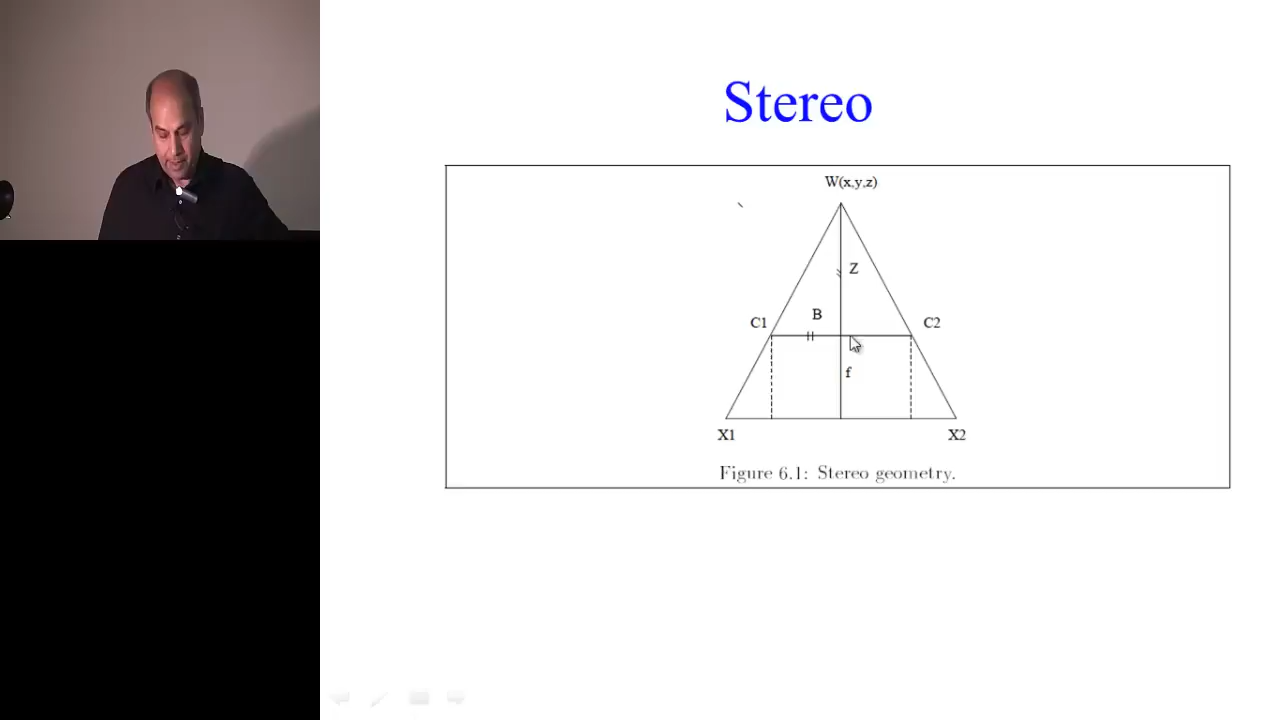 Stereo
W(x,y,z)
Z
B
C1
C2
f
X1
X2
Figure 6.1: Stereo geometry.